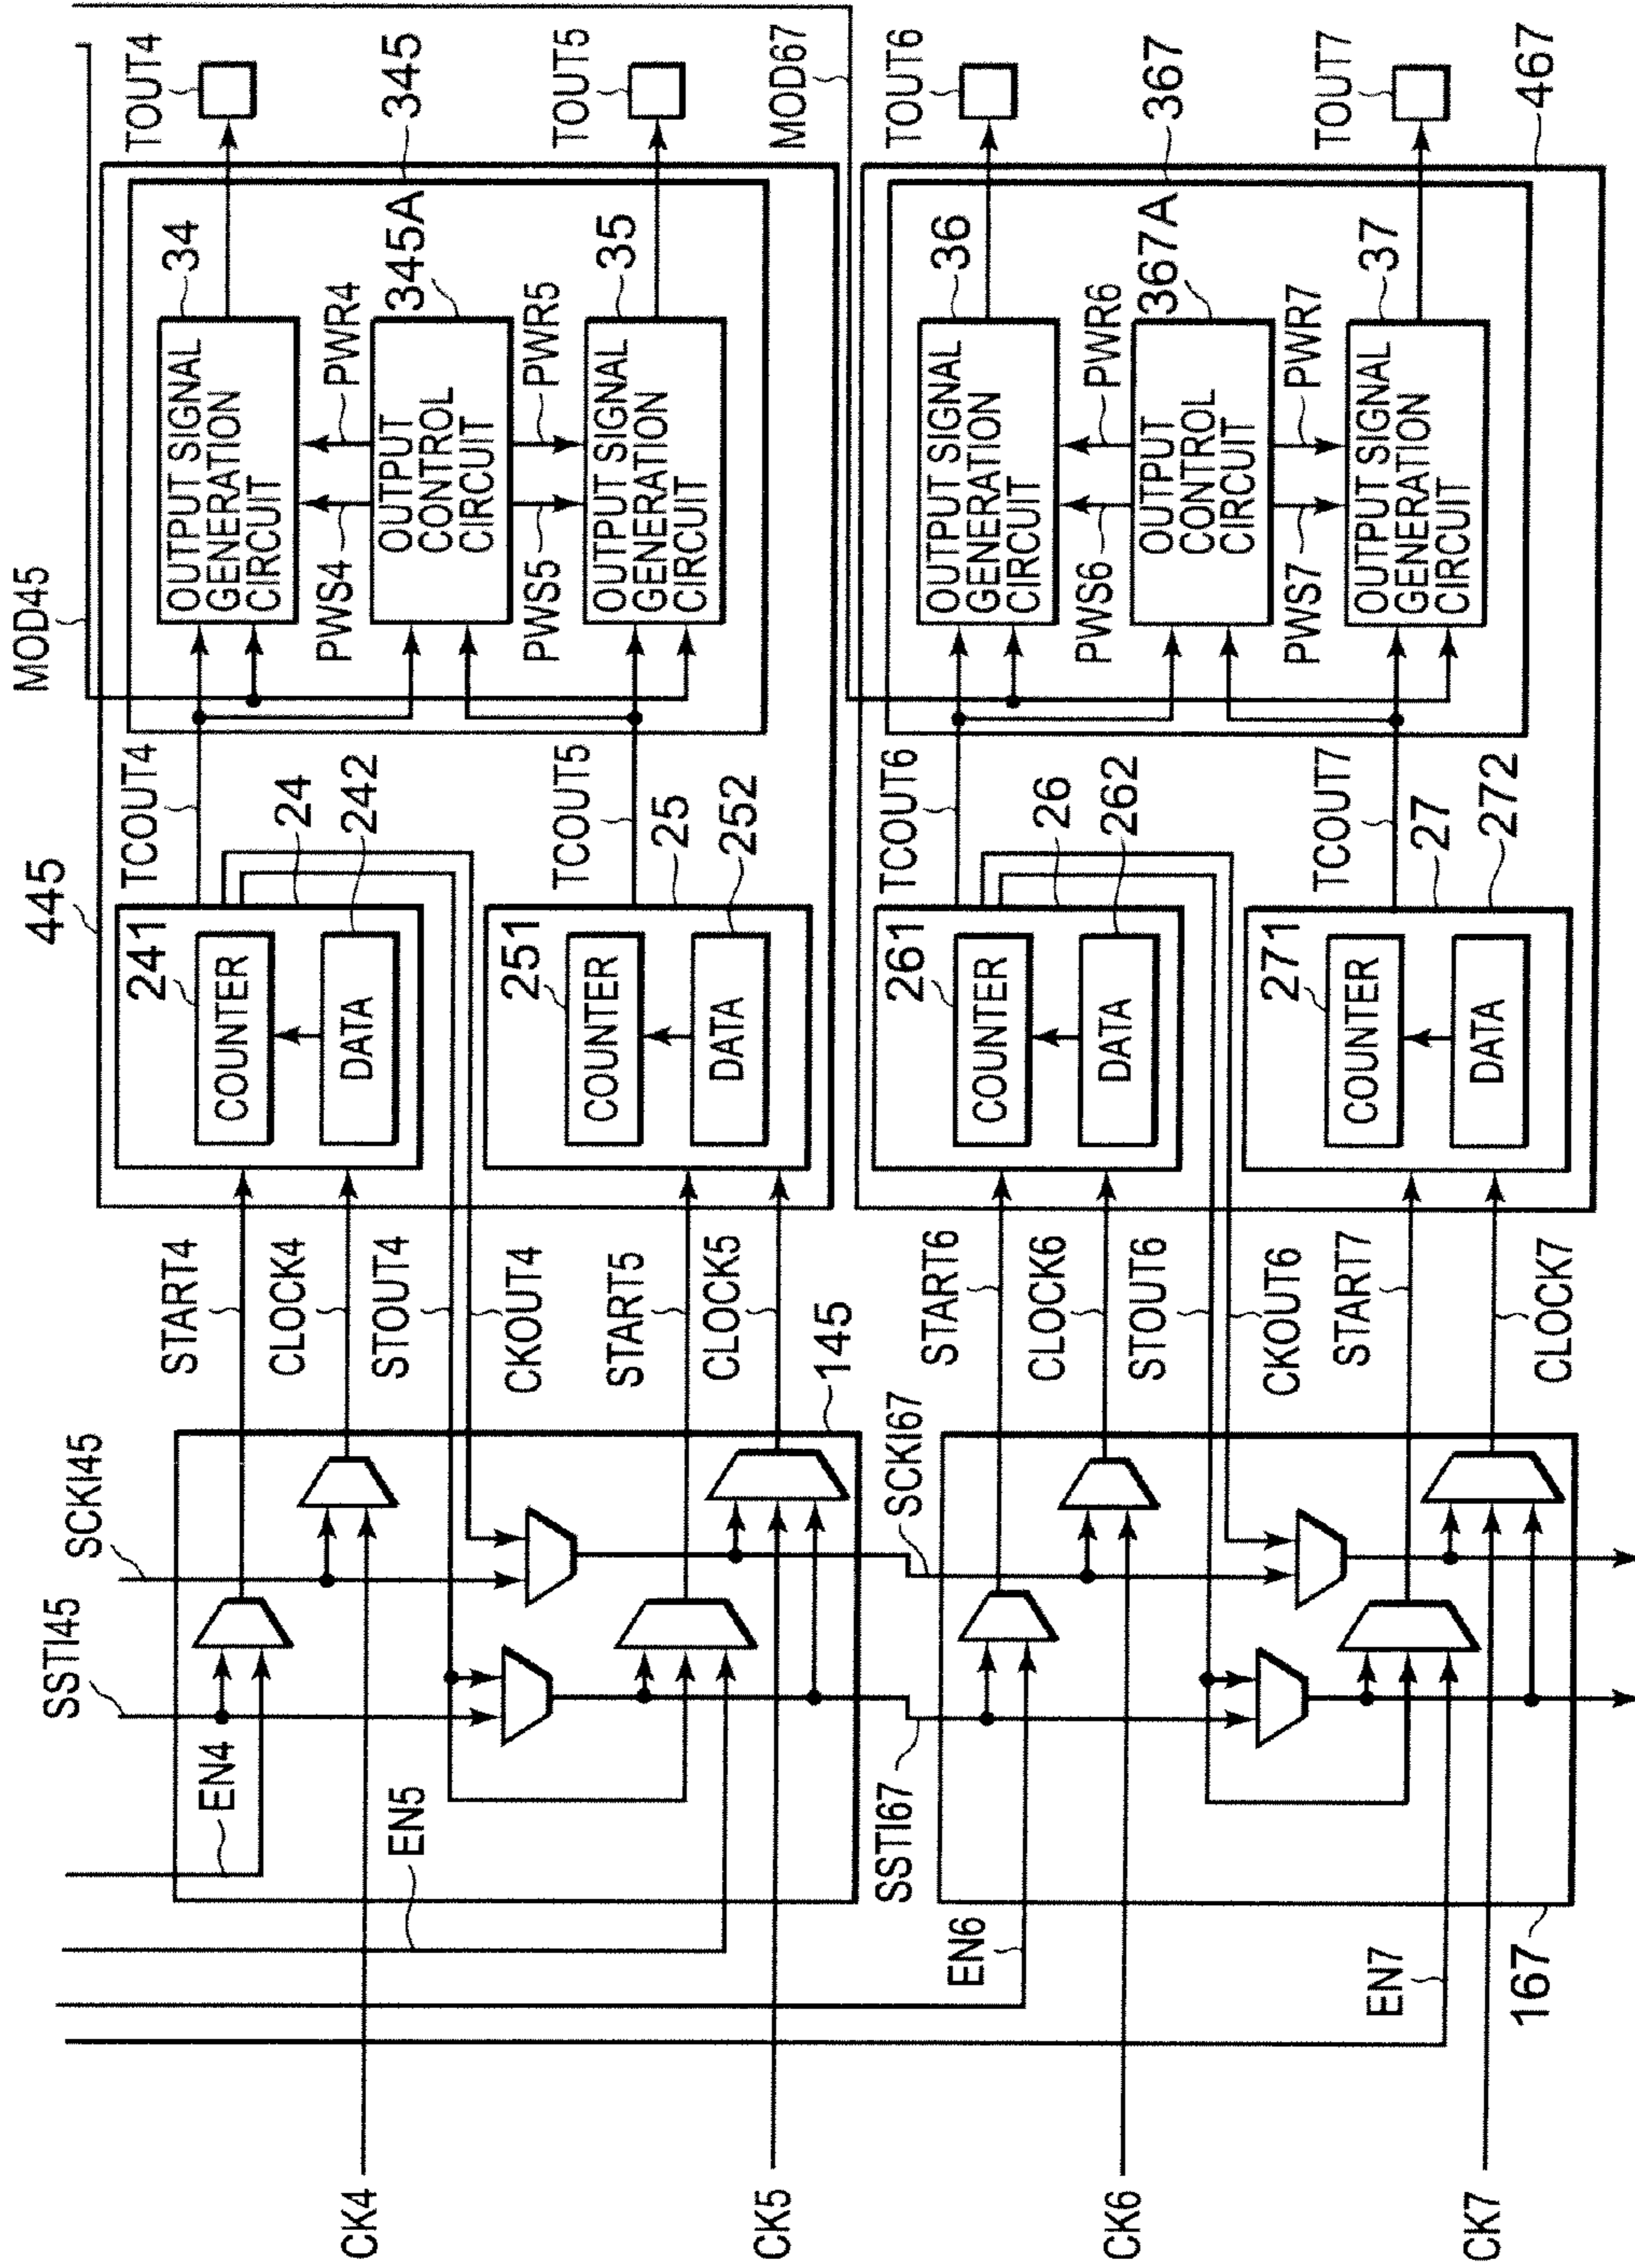 MOD45
TOUT4
345
TOUT5
MOD67
TOUT6
367
TOUT7
467
445
34
OUTPUT SIGNAL
GENERATION
CIRCUIT
PWS4
PWR4
345A
OUTPUT
CONTROL
CIRCUIT
PWS5
PWR5
35
OUTPUT SIGNAL
GENERATION
CIRCUIT
36
OUTPUT SIGNAL
GENERATION
CIRCUIT
PWS6
PWR6
367A
OUTPUT
CONTROL
CIRCUIT
PWS7
PWR7
37
OUTPUT SIGNAL
GENERATION
CIRCUIT
TCOUT4
24
242
241
COUNTER
DATA
TCOUT5
25
252
251
COUNTER
DATA
TCOUT6
26
262
261
COUNTER
DATA
TCOUT7
27
272
271
COUNTER
DATA
START4
CLOCK4
STOUT4
CKOUT4
START5
CLOCK5
145
START6
CLOCK6
STOUT6
CKOUT6
START7
CLOCK7
SCKI45
SSTI45
SCKI67
SSTI67
EN4
EN5
EN6
EN7
167
CK4
CK5
CK6
CK7